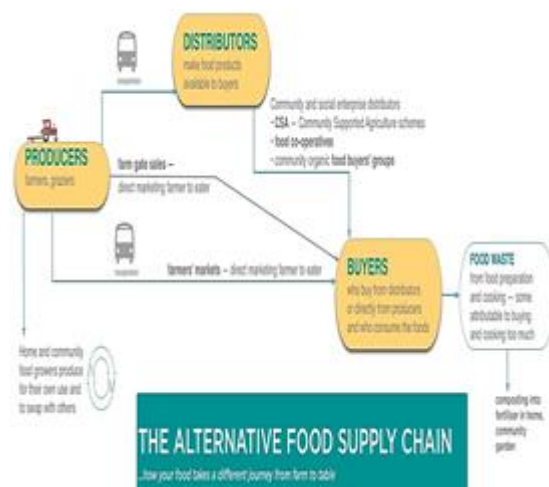 DISTRIBUTORS
make food products
available to buyers
transportation
Community and social enterprise distributors
• CSA – Community Supported Agriculture schemes
• food co-operatives
• community organic food buyers' groups
PRODUCERS
farmers, graziers
farm gate sales —
direct marketing farmer to eater
transportation
farmers' markets — direct marketing farmer to eater
BUYERS
who buy from distributors
or directly from producers
and who consume the foods
FOOD WASTE
from food preparation
and cooking — some
attributable to buying
and cooking too much
Home and community
food growers produce
for their own use and
to swap with others
composting into
fertiliser in home,
community
garden
THE ALTERNATIVE FOOD SUPPLY CHAIN
...how your food takes a different journey from farm to table